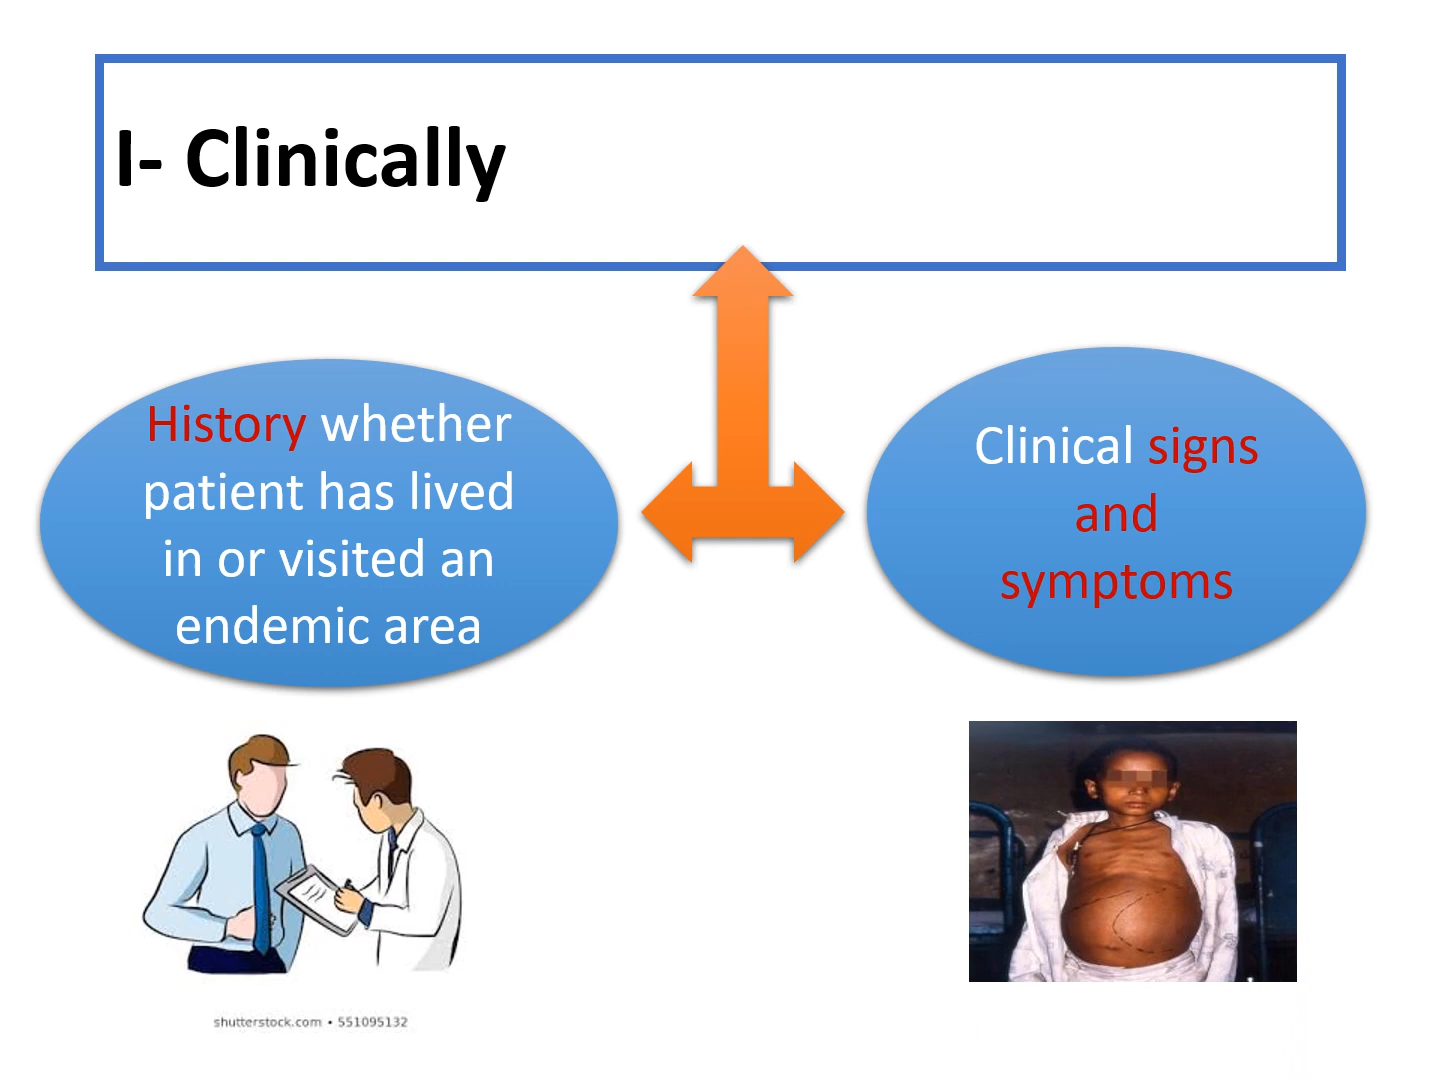 I- Clinically
History whether
patient has lived
in or visited an
endemic area
Clinical signs
and
symptoms
shutterstock.com • 551095132